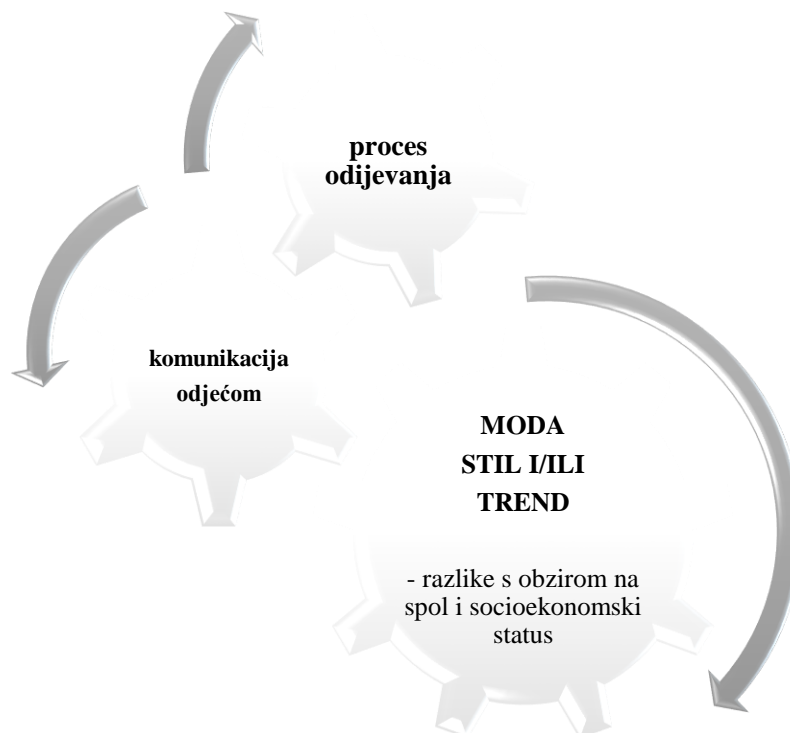 proces
odijevanja
komunikacija
odjećom
MODA
STIL I/ILI
TREND
- razlike s obzirom na
spol i socioekonomski
status